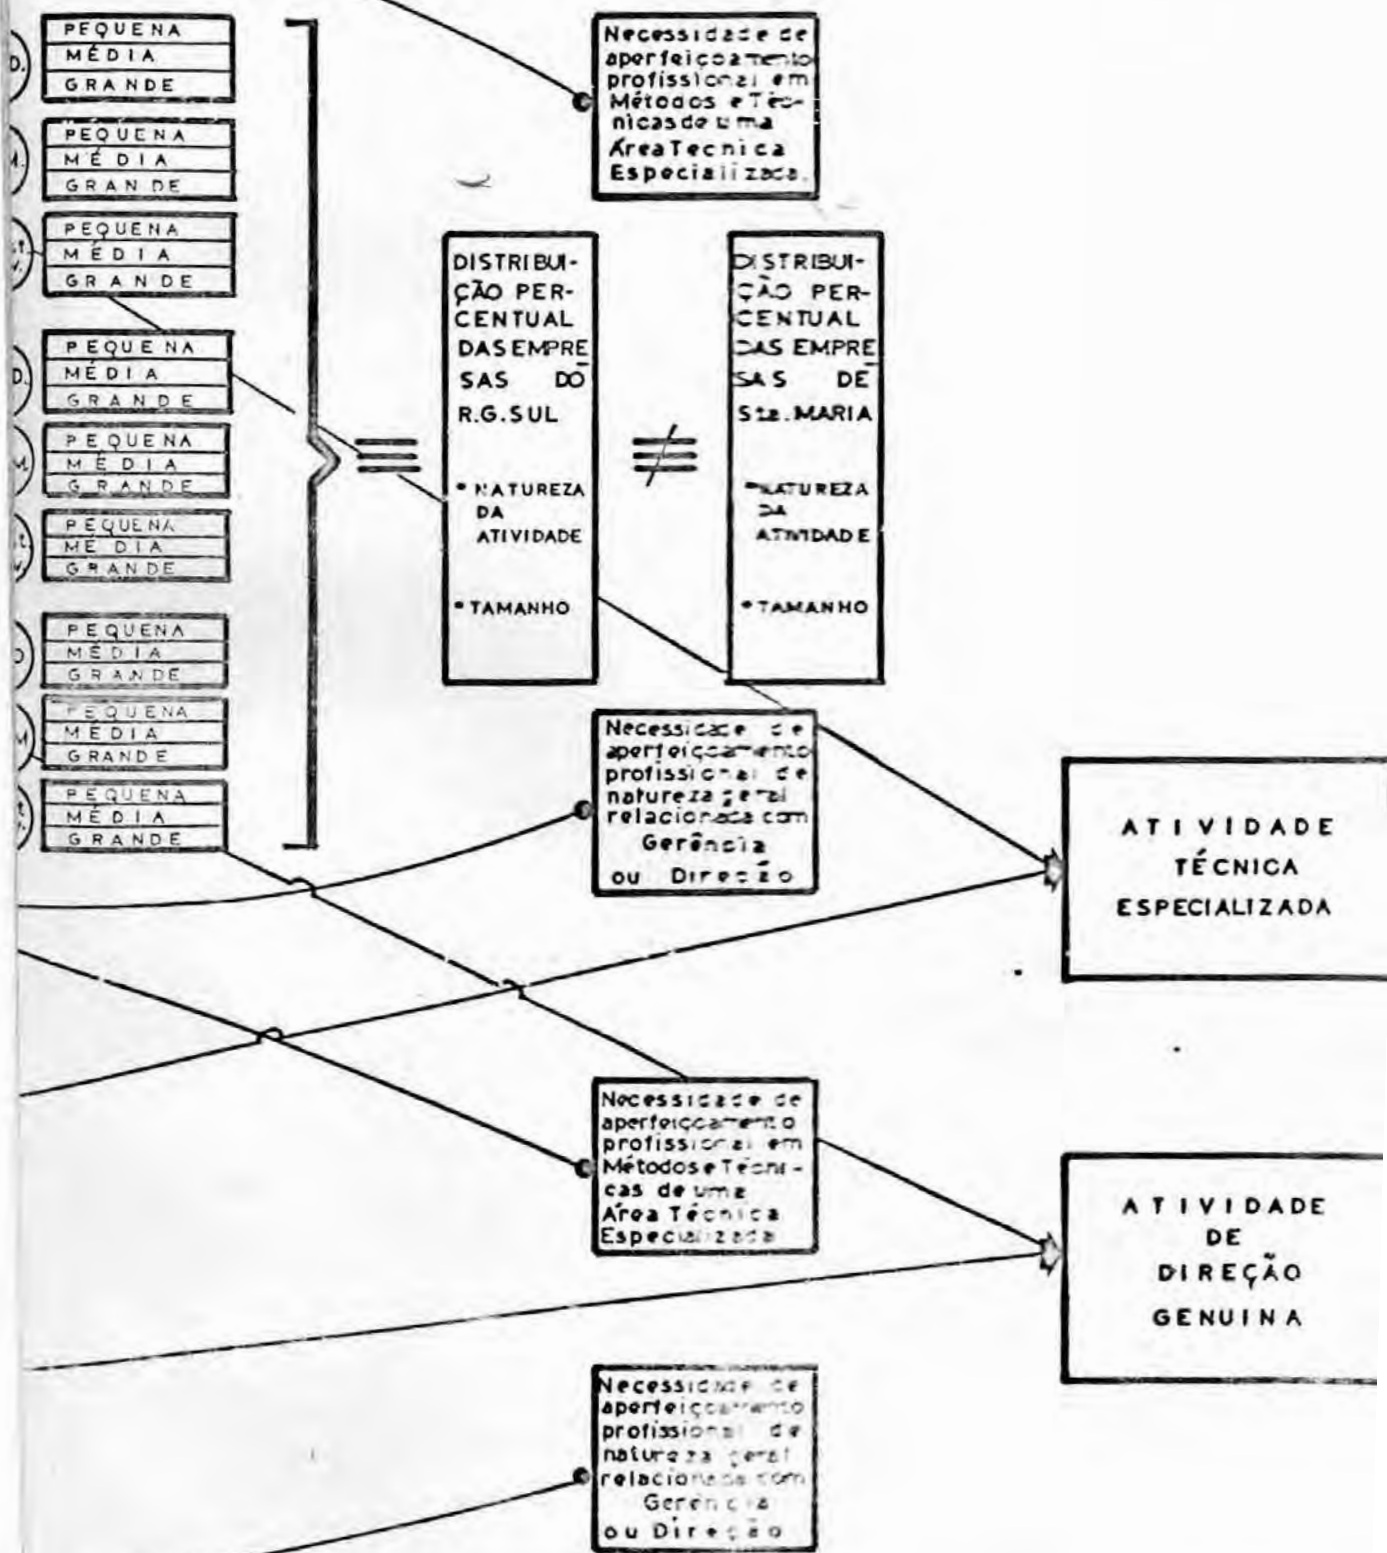 D.
PEQUENA
MÉDIA
GRANDE
M.
PEQUENA
MÉDIA
GRANDE
PEQUENA
MÉDIA
GRANDE
D.
PEQUENA
MÉDIA
GRANDE
M.
PEQUENA
MÉDIA
GRANDE
PEQUENA
MÉDIA
GRANDE
PEQUENA
MÉDIA
GRANDE
M
PEQUENA
MÉDIA
GRANDE
PEQUENA
MÉDIA
GRANDE
Necessidade de
aperfeiçoamento
profissional em
Métodos e Téc-
nicas de uma
Área Tecnica
Especializada.
≡
DISTRIBUI-
ÇÃO PER-
CENTUAL
DAS EMPRE
SAS DO
R.G.SUL
• NATUREZA
DA
ATIVIDADE
• TAMANHO
≢
DISTRIBUI-
ÇÃO PER-
CENTUAL
DAS EMPRE
SAS DE
Sta. MARIA
• NATUREZA
DA
ATIVIDADE
• TAMANHO
Necessidade de
aperfeiçoamento
profissional de
natureza geral
relacionada com
Gerência
ou Direção
ATIVIDADE
TÉCNICA
ESPECIALIZADA
Necessidade de
aperfeiçoamento
profissional em
Métodos e Técni-
cas de uma
Área Técnica
Especializada
ATIVIDADE
DE
DIREÇÃO
GENUINA
Necessidade de
aperfeiçoamento
profissional de
natureza geral
relacionada com
Gerência
ou Direção